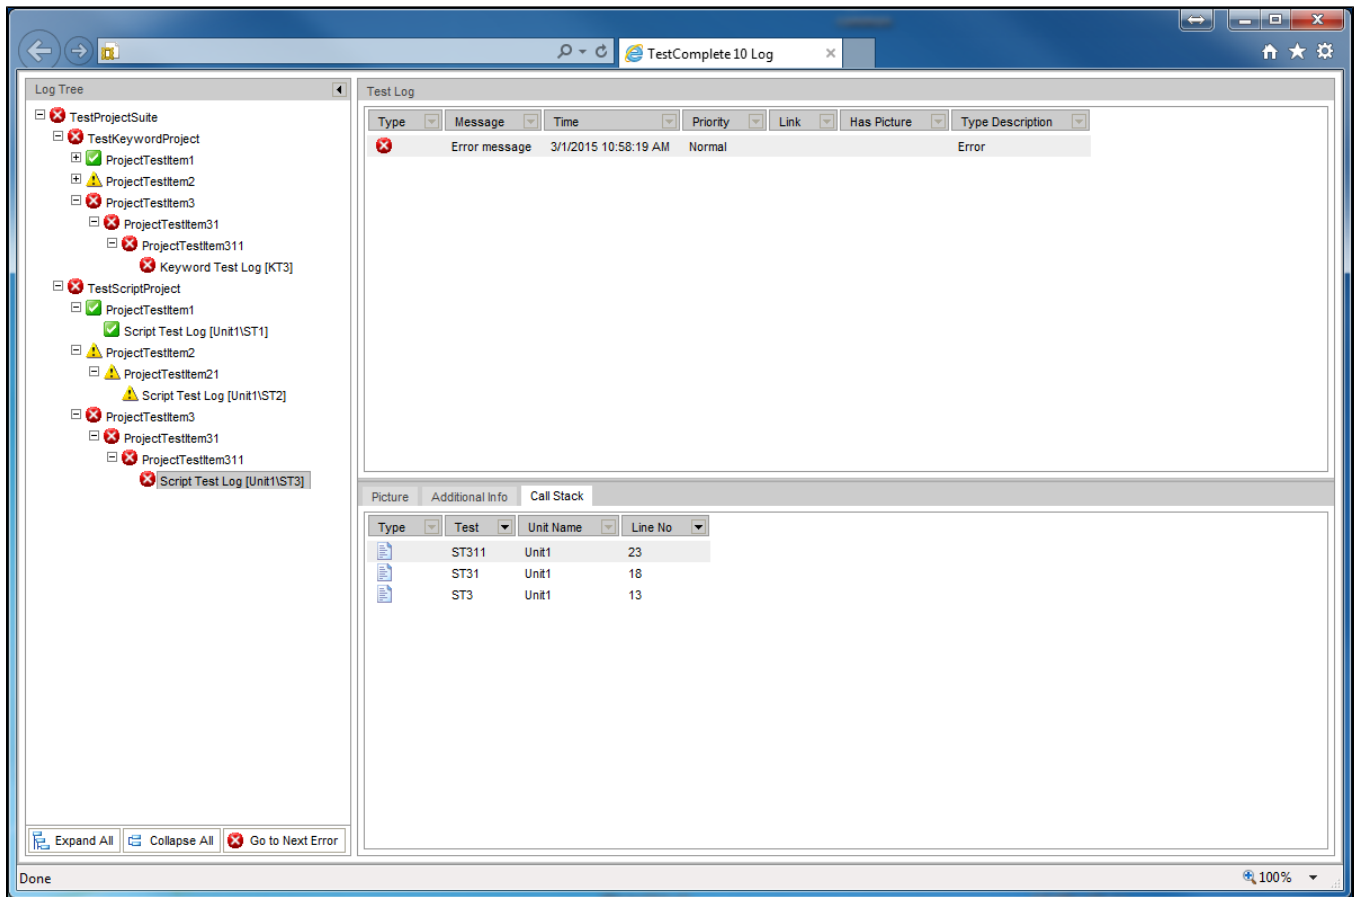 TestComplete 10 Log
Log Tree
TestProjectSuite
TestKeywordProject
ProjectTestItem1
ProjectTestItem2
ProjectTestItem3
ProjectTestItem31
ProjectTestItem311
Keyword Test Log [KT3]
TestScriptProject
ProjectTestItem1
Script Test Log [Unit1\ST1]
ProjectTestItem2
ProjectTestItem21
Script Test Log [Unit1\ST2]
ProjectTestItem3
ProjectTestItem31
ProjectTestItem311
Script Test Log [Unit1\ST3]
Expand All Collapse All Go to Next Error
Test Log
Type Message Time Priority Link Has Picture Type Description
Error message 3/1/2015 10:58:19 AM Normal Error
Picture Additional Info Call Stack
Type Test Unit Name Line No
ST311 Unit1 23
ST31 Unit1 18
ST3 Unit1 13
Done 100%